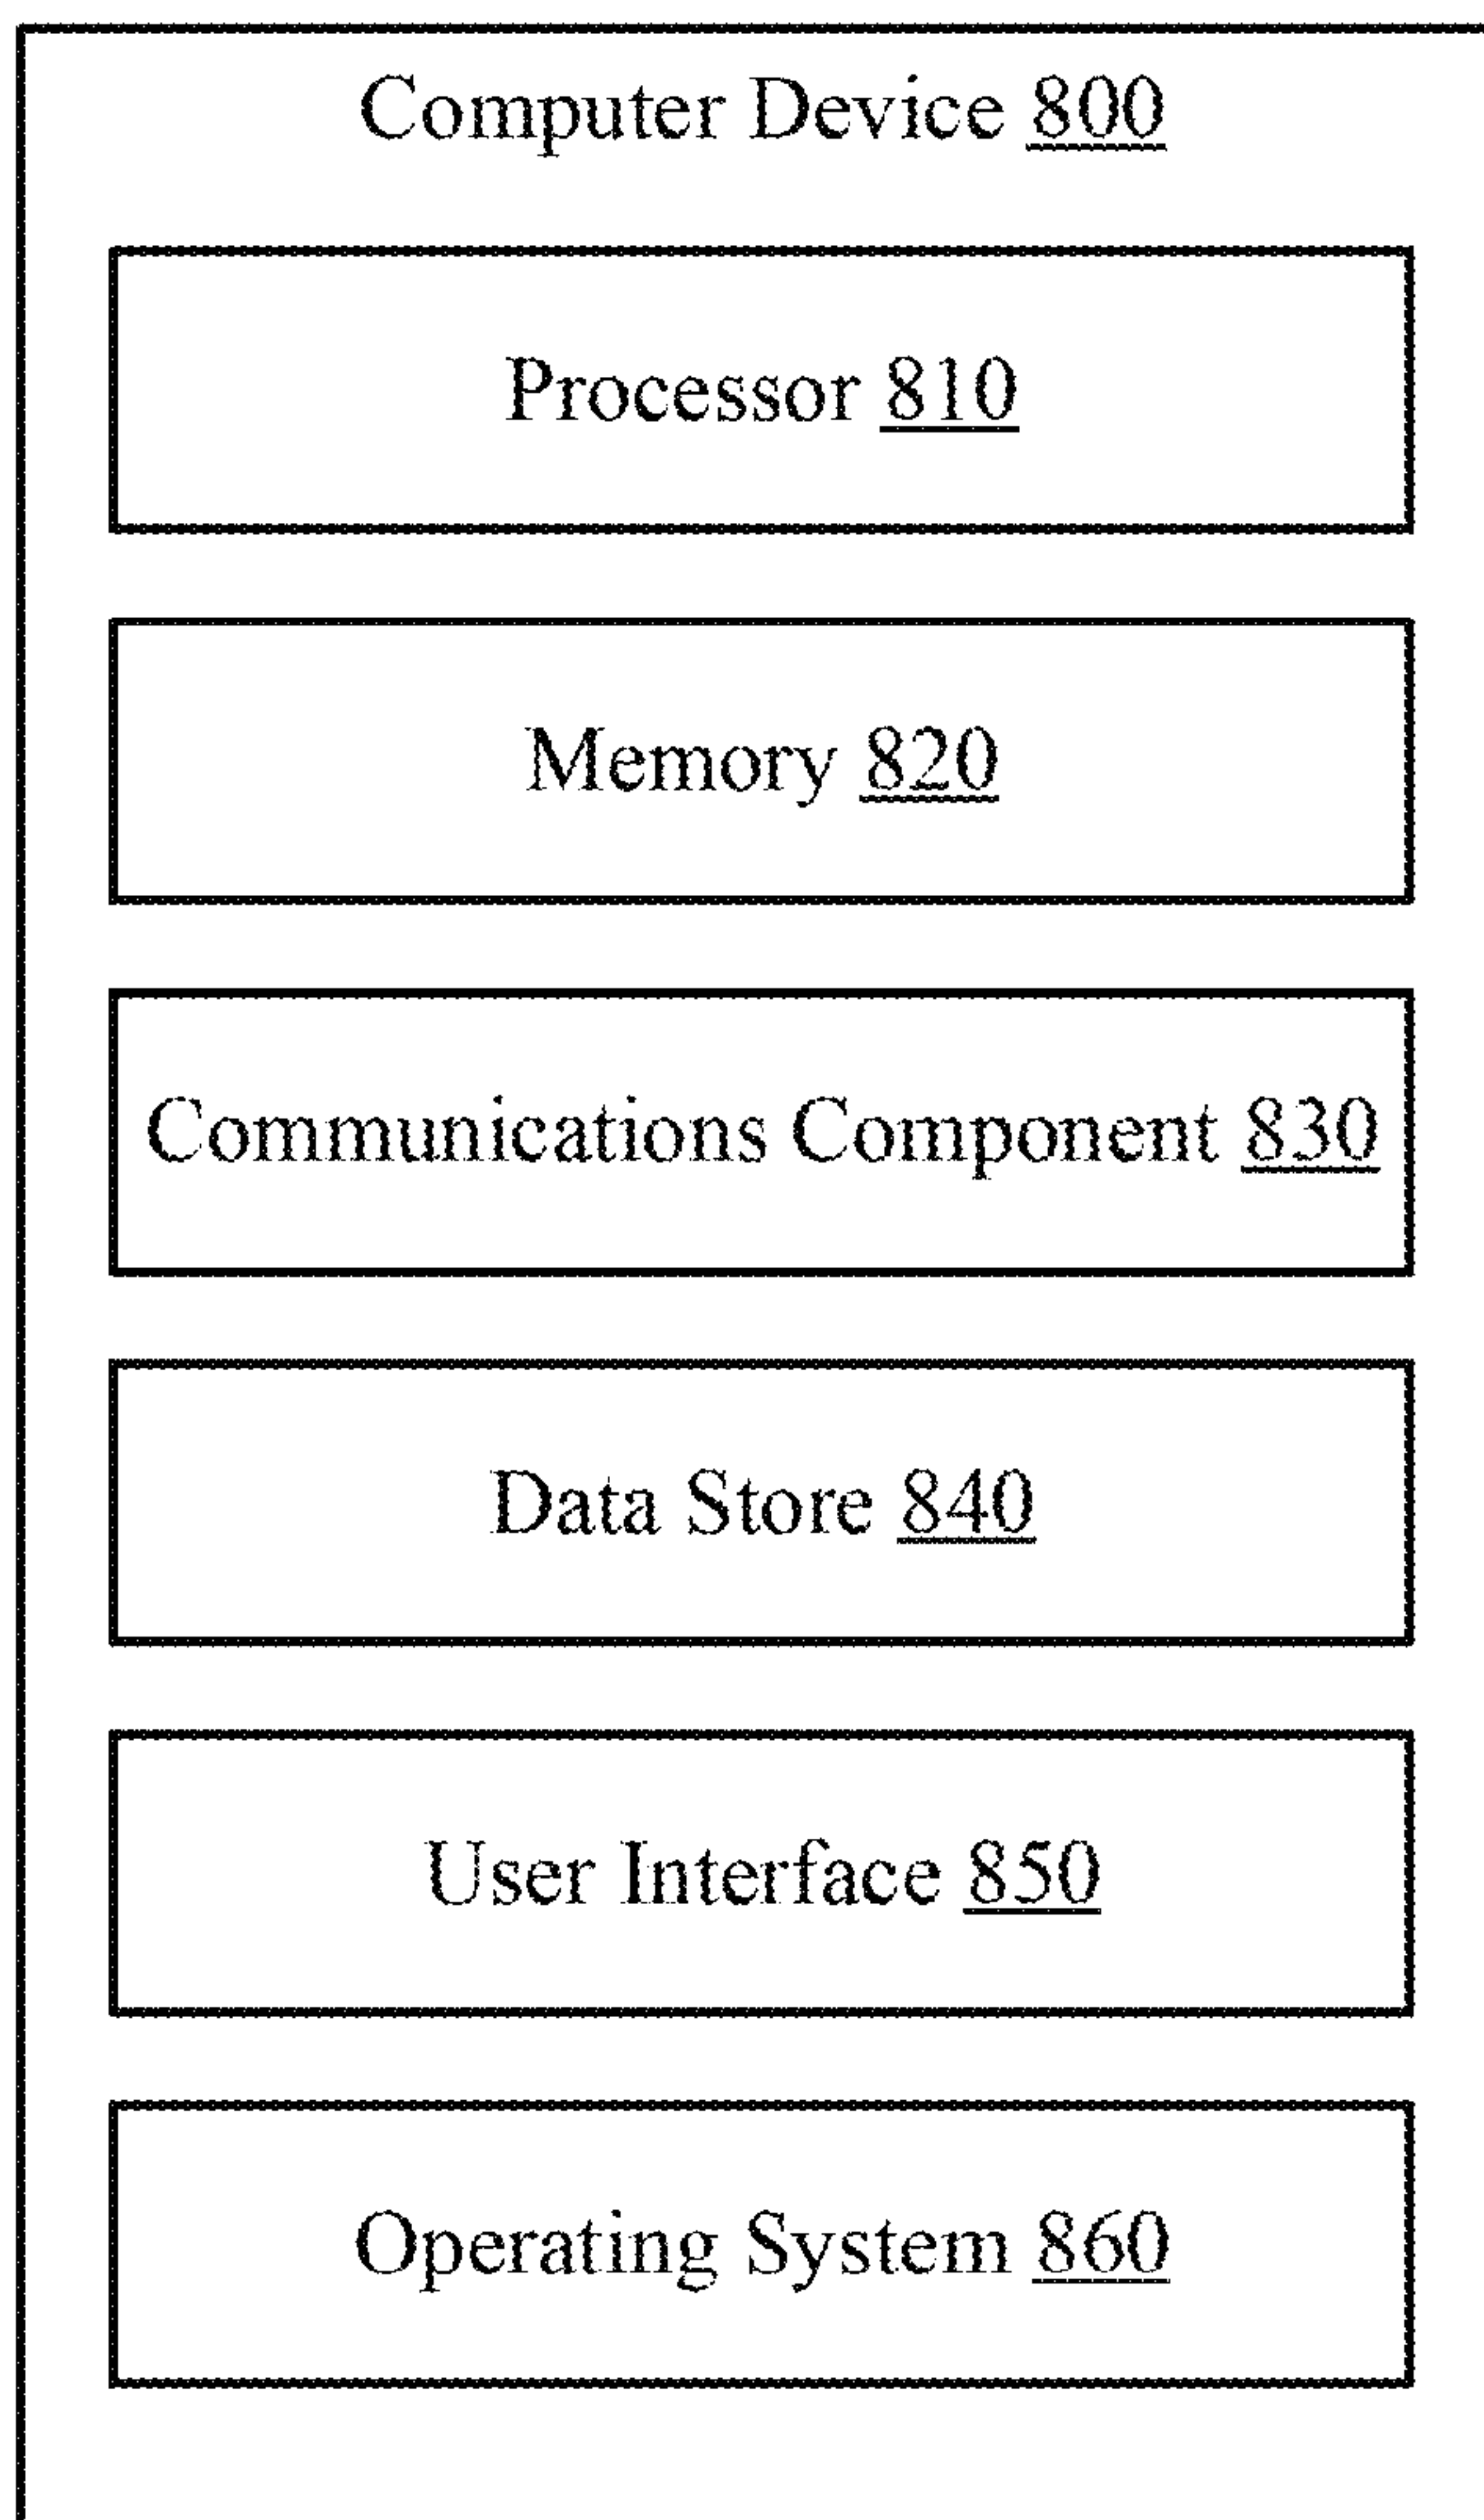 Computer Device 800
Processor 810
Memory 820
Communications Component 830
Data Store 840
User Interface 850
Operating System 860